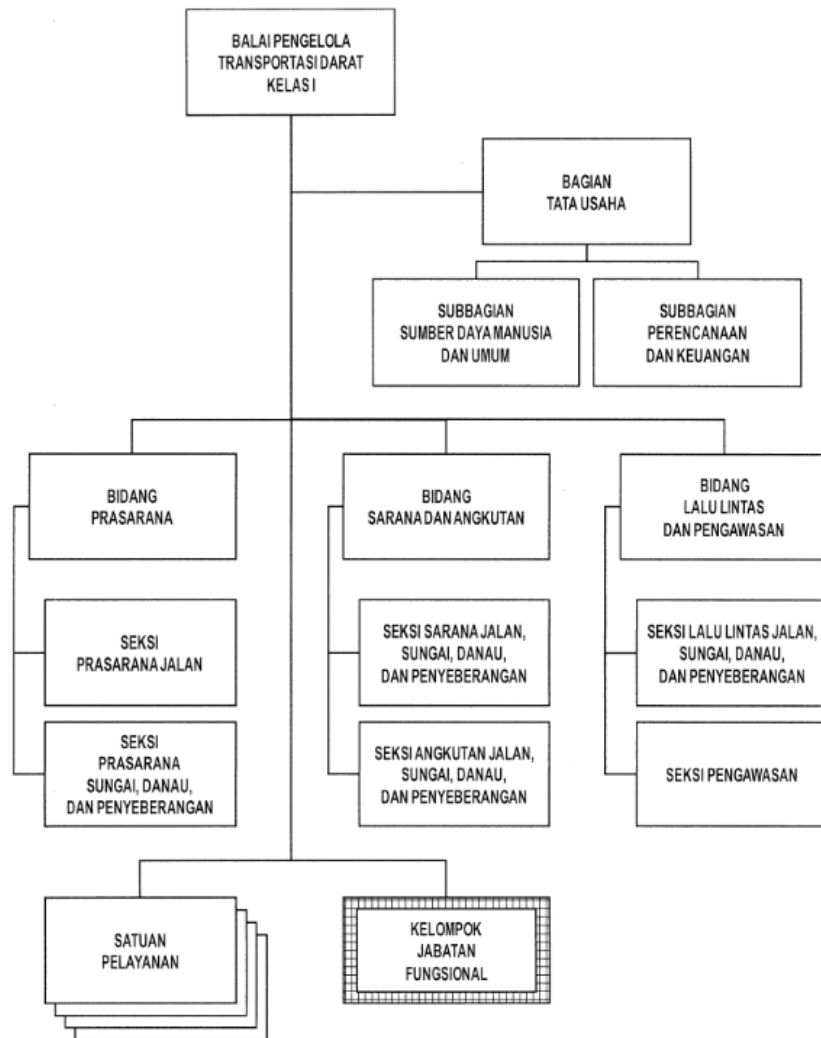 BALAI PENGELOLA
TRANSPORTASI DARAT
KELAS I
BAGIAN
TATA USAHA
SUBBAGIAN
SUMBER DAYA MANUSIA
DAN UMUM
SUBBAGIAN
PERENCANAAN
DAN KEUANGAN
BIDANG
PRASARANA
BIDANG
SARANA DAN ANGKUTAN
BIDANG
LALU LINTAS
DAN PENGAWASAN
SEKSI
PRASARANA JALAN
SEKSI SARANA JALAN,
SUNGAI, DANAU,
DAN PENYEBERANGAN
SEKSI LALU LINTAS JALAN,
SUNGAI, DANAU,
DAN PENYEBERANGAN
SEKSI
PRASARANA
SUNGAI, DANAU,
DAN PENYEBERANGAN
SEKSI ANGKUTAN JALAN,
SUNGAI, DANAU,
DAN PENYEBERANGAN
SEKSI PENGAWASAN
SATUAN
PELAYANAN
KELOMPOK
JABATAN
FUNGSIONAL